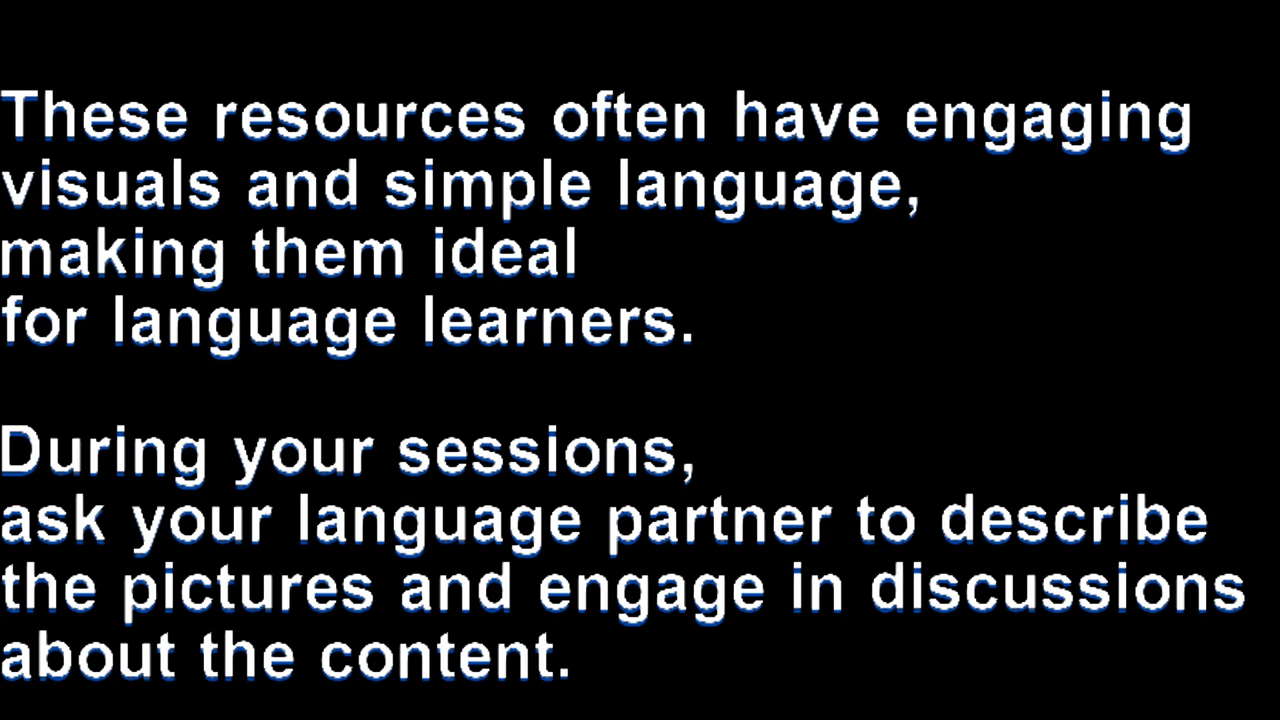 These resources often have engaging
visuals and simple language,
making them ideal
for language learners.
During your sessions,
ask your language partner to describe
the pictures and engage in discussions
about the content.